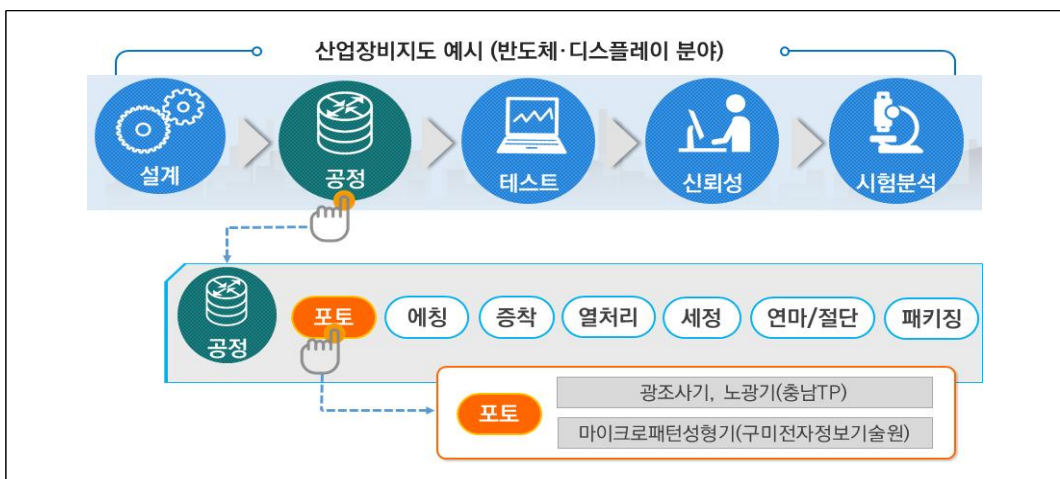 산업장비지도 예시 (반도체·디스플레이 분야)
설계
공정
테스트
신뢰성
시험분석
공정
포토
에칭
증착
열처리
세정
연마/절단
패키징
포토
광조사기, 노광기(충남TP)
마이크로패턴성형기(구미전자정보기술원)